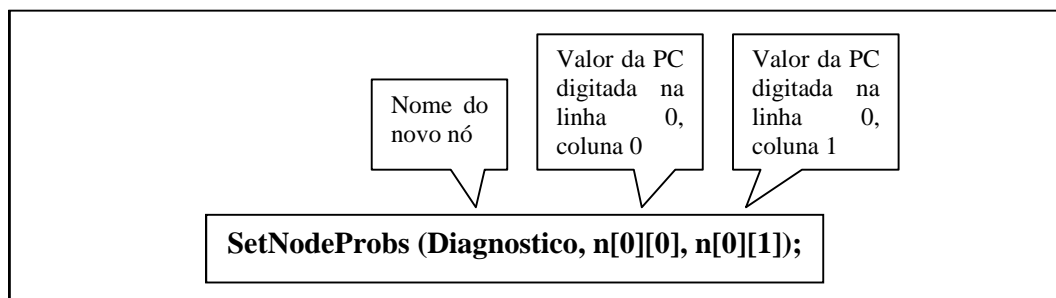 Nome do
novo nó
Valor da PC
digitada na
linha 0,
coluna 0
Valor da PC
digitada na
linha 0,
coluna 1
SetNodeProbs (Diagnostico, n[0][0], n[0][1]);